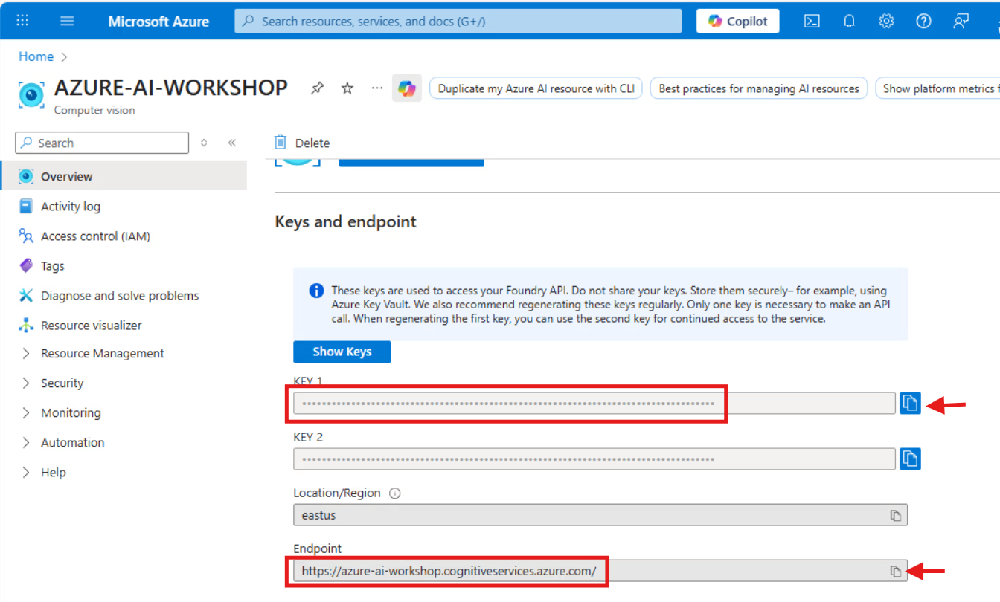 Microsoft Azure
Search resources, services, and docs (G+/)
Copilot
Home
AZURE-AI-WORKSHOP
Computer vision
Duplicate my Azure AI resource with CLI
Best practices for managing AI resources
Show platform metrics f
Search
Delete
Overview
Activity log
Access control (IAM)
Tags
Diagnose and solve problems
Resource visualizer
Resource Management
Security
Monitoring
Automation
Help
Keys and endpoint
These keys are used to access your Foundry API. Do not share your keys. Store them securely– for example, using
Azure Key Vault. We also recommend regenerating these keys regularly. Only one key is necessary to make an API
call. When regenerating the first key, you can use the second key for continued access to the service.
Show Keys
KEY 1
KEY 2
Location/Region
eastus
Endpoint
https://azure-ai-workshop.cognitiveservices.azure.com/